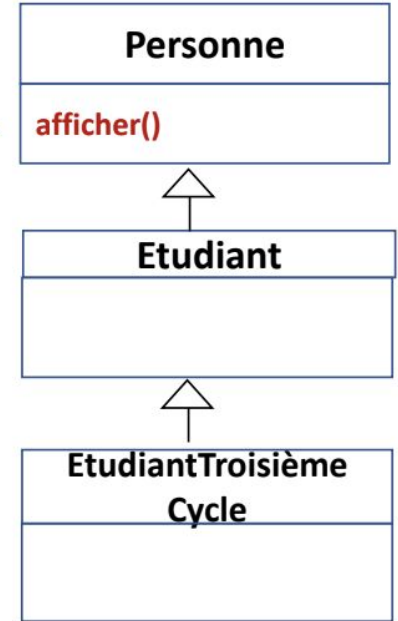 Personne
afficher()
Etudiant
EtudiantTroisième
Cycle